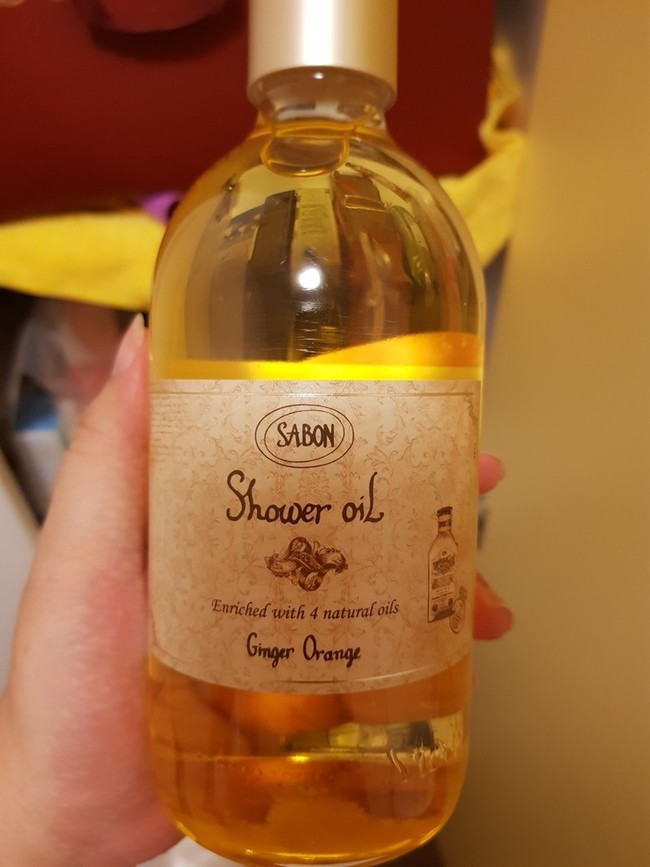 SABON
Shower oil
Enriched with 4 natural oils
Ginger Orange